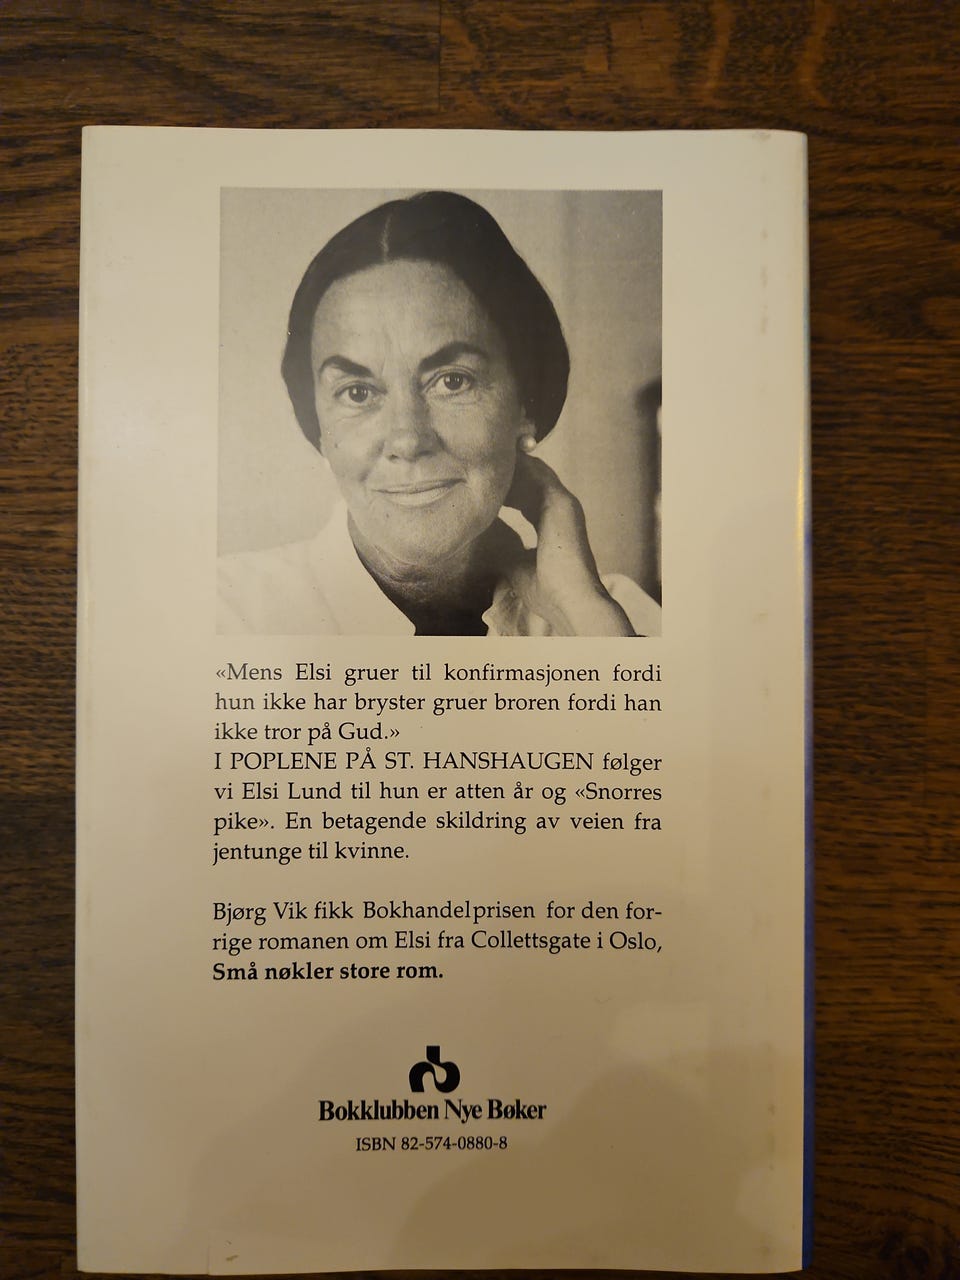 «Mens Elsi gruer til konfirmasjonen fordi
hun ikke har bryster gruer broren fordi han
ikke tror på Gud.»
I POPLENE PÅ ST. HANSHAUGEN følger
vi Elsi Lund til hun er atten år og «Snorres
pike». En betagende skildring av veien fra
jentunge til kvinne.
Bjørg Vik fikk Bokhandelprisen for den for-
rige romanen om Elsi fra Collettsgate i Oslo,
Små nøkler store rom.
Bokklubben Nye Bøker
ISBN 82-574-0880-8